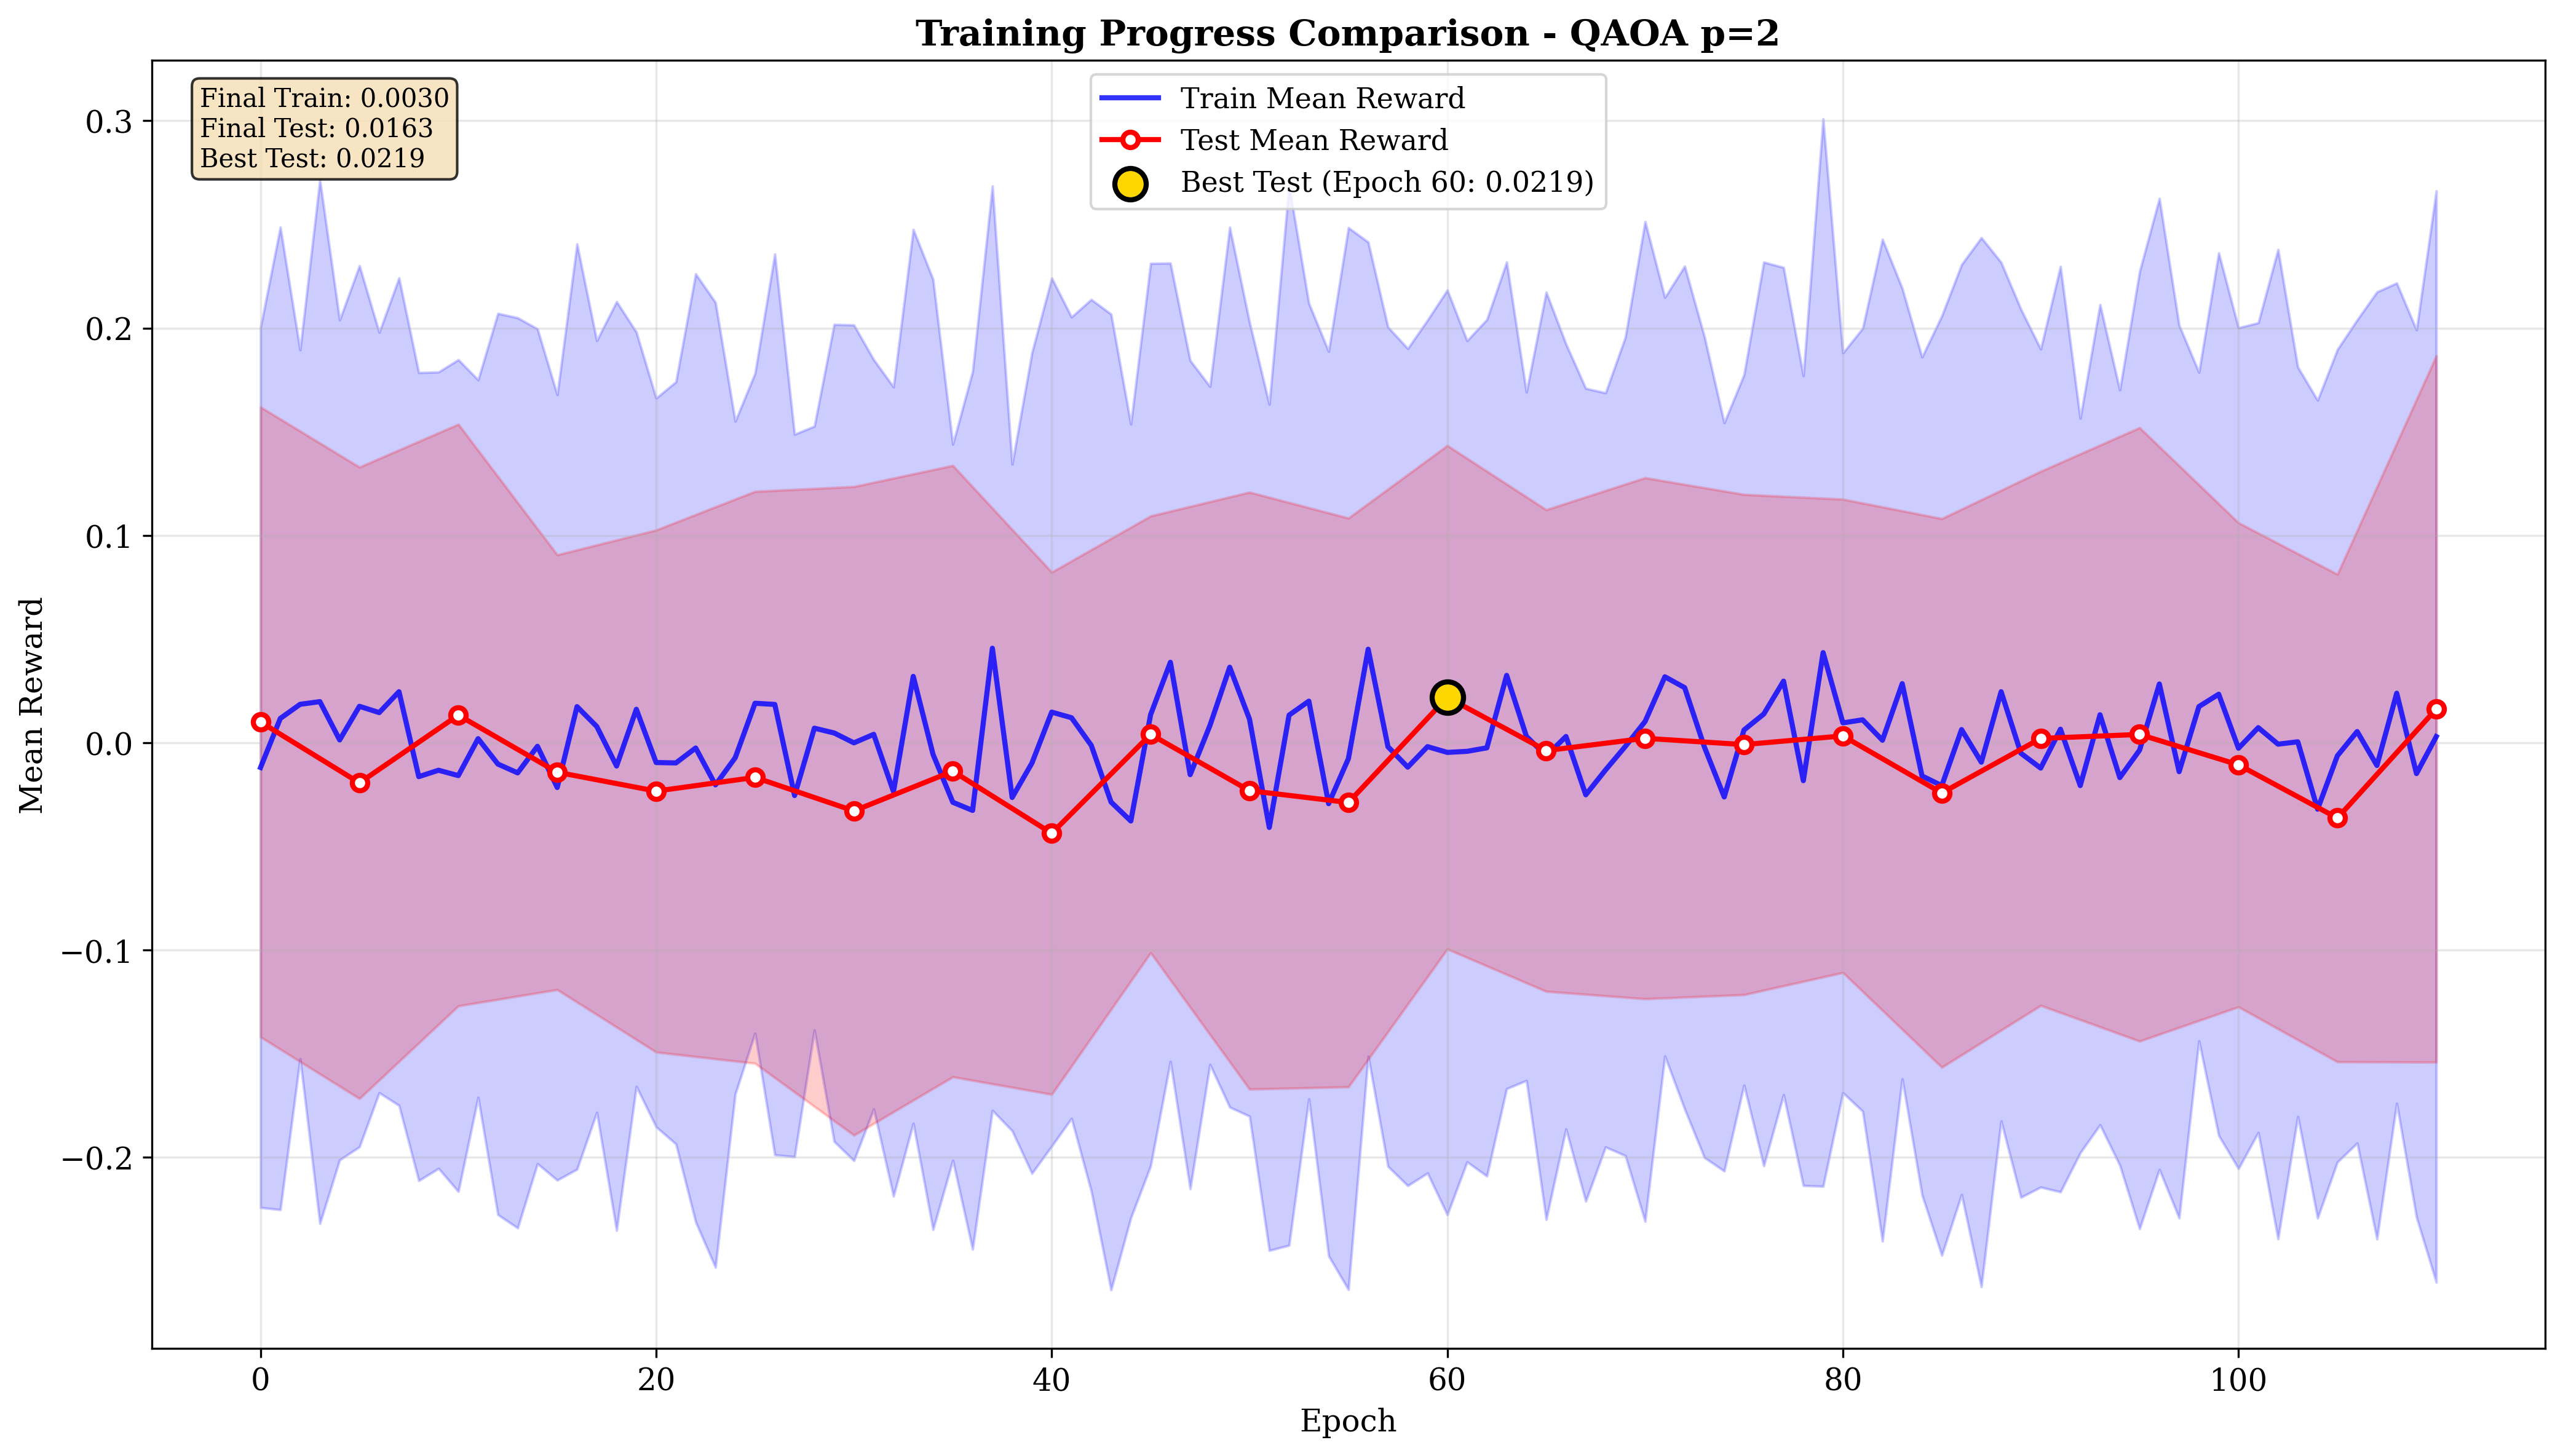 Training Progress Comparison - QAOA p=2
Final Train: 0.0030
Final Test: 0.0163
Best Test: 0.0219
Train Mean Reward
Test Mean Reward
Best Test (Epoch 60: 0.0219)
Mean Reward
0.3
0.2
0.1
0.0
−0.1
−0.2
0
20
40
60
80
100
Epoch